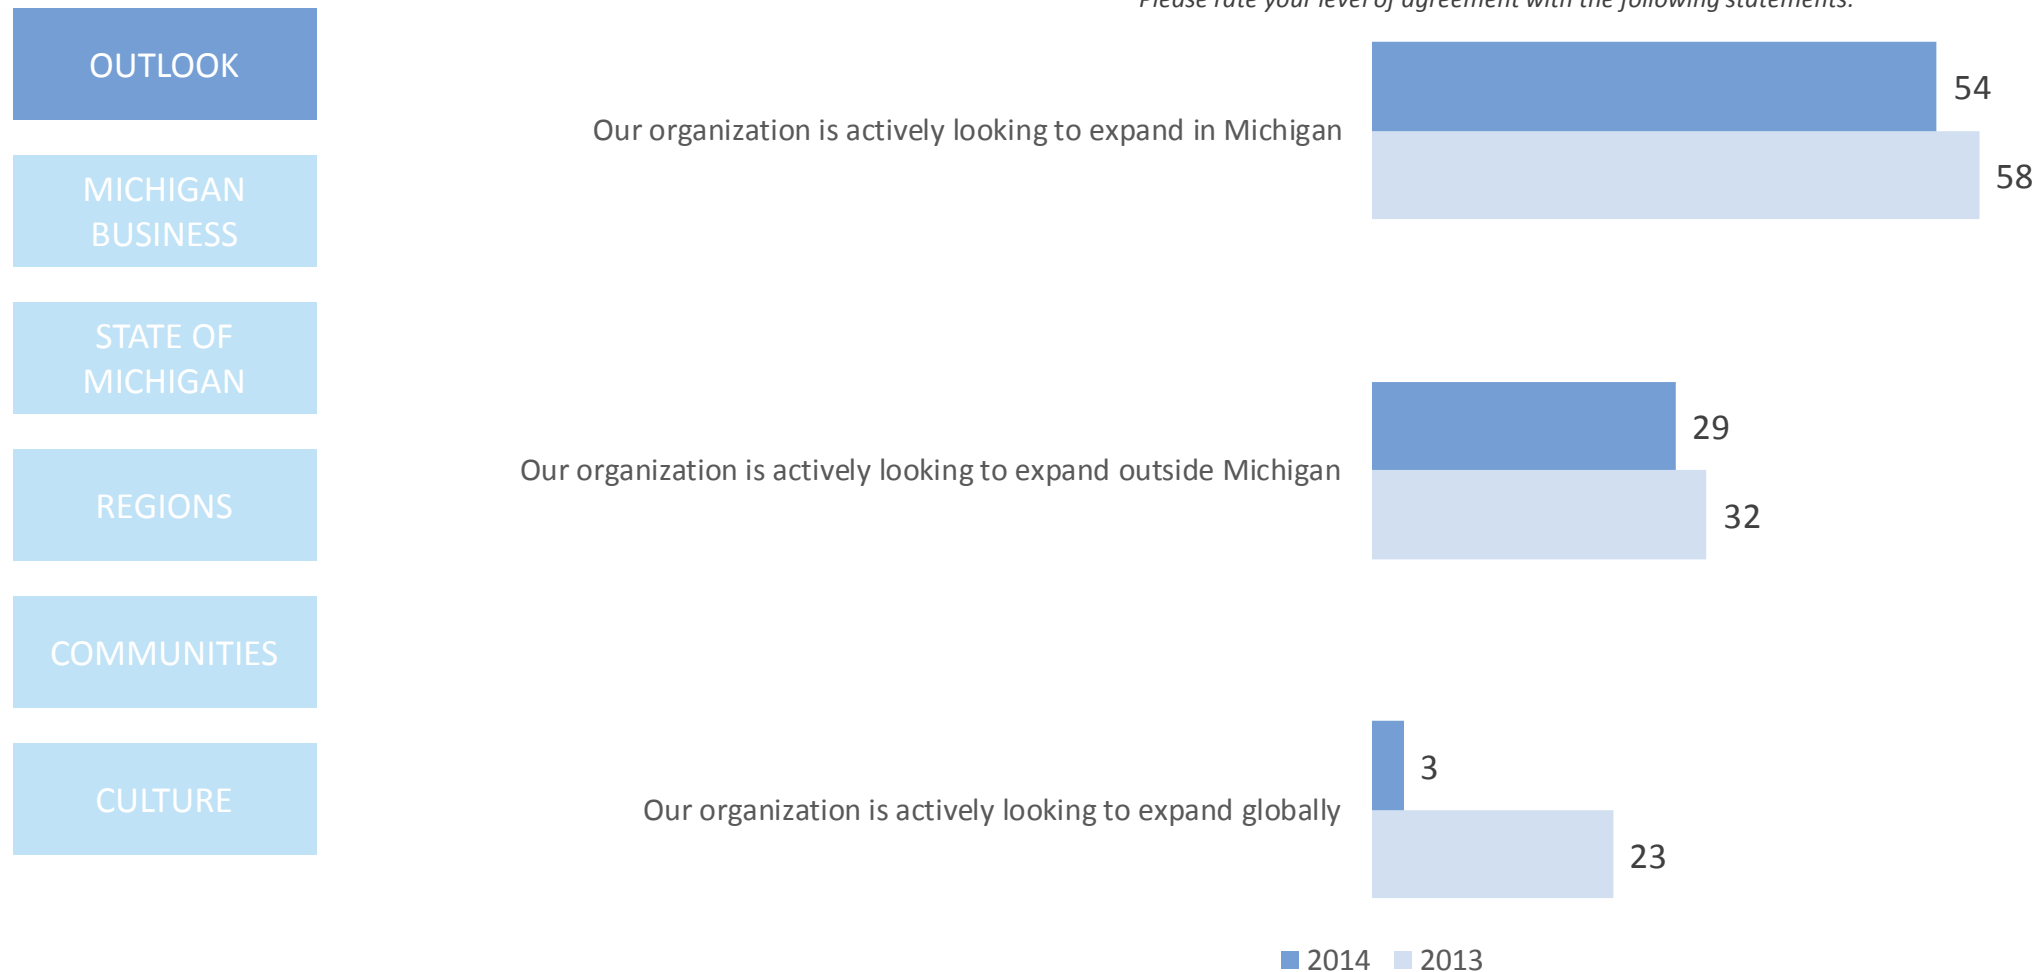 Please rate your level of agreement with the following statements.
OUTLOOK
MICHIGAN
BUSINESS
STATE OF
MICHIGAN
REGIONS
COMMUNITIES
CULTURE
Our organization is actively looking to expand in Michigan
54
58
Our organization is actively looking to expand outside Michigan
29
32
Our organization is actively looking to expand globally
3
23
2014
2013